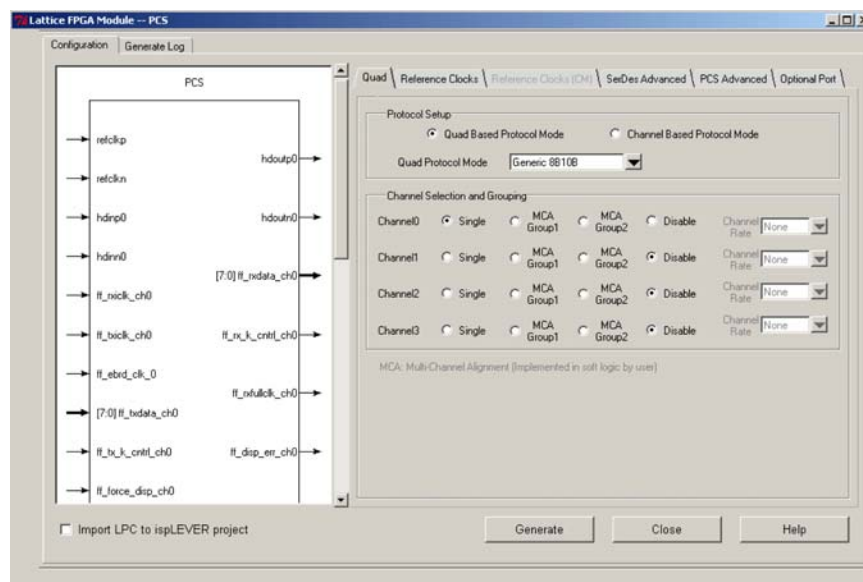 Lattice FPGA Module -- PCS
Configuration
Generate Log
PCS
refclkp
refclkn
hdinp0
hdinn0
ff_rxiclk_ch0
ff_txiclk_ch0
ff_ebrd_clk_0
[7:0] ff_txdata_ch0
ff_tx_k_cntrl_ch0
ff_force_disp_ch0
hdoutp0
hdoutn0
[7:0] ff_rxdata_ch0
ff_rx_k_cntrl_ch0
ff_rxfullclk_ch0
ff_disp_err_ch0
Quad
Reference Clocks
Reference Clocks (CM)
SerDes Advanced
PCS Advanced
Optional Port
Protocol Setup
Quad Based Protocol Mode
Channel Based Protocol Mode
Quad Protocol Mode
Generic 8B10B
Channel Selection and Grouping
Channel0 Single MCA Group1 MCA Group2 Disable Channel Rate None
Channel1 Single MCA Group1 MCA Group2 Disable Channel Rate None
Channel2 Single MCA Group1 MCA Group2 Disable Channel Rate None
Channel3 Single MCA Group1 MCA Group2 Disable Channel Rate None
MCA: Multi-Channel Alignment (Implemented in soft logic by user)
Import LPC to ispLEVER project
Generate
Close
Help